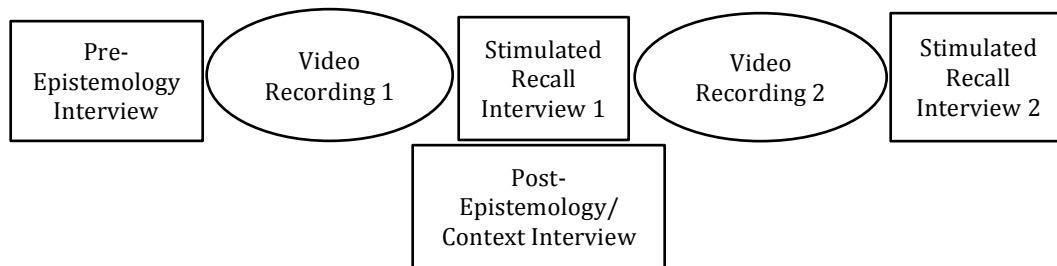 Pre-
Epistemology
Interview
Video
Recording 1
Stimulated
Recall
Interview 1
Video
Recording 2
Stimulated
Recall
Interview 2
Post-
Epistemology/
Context Interview